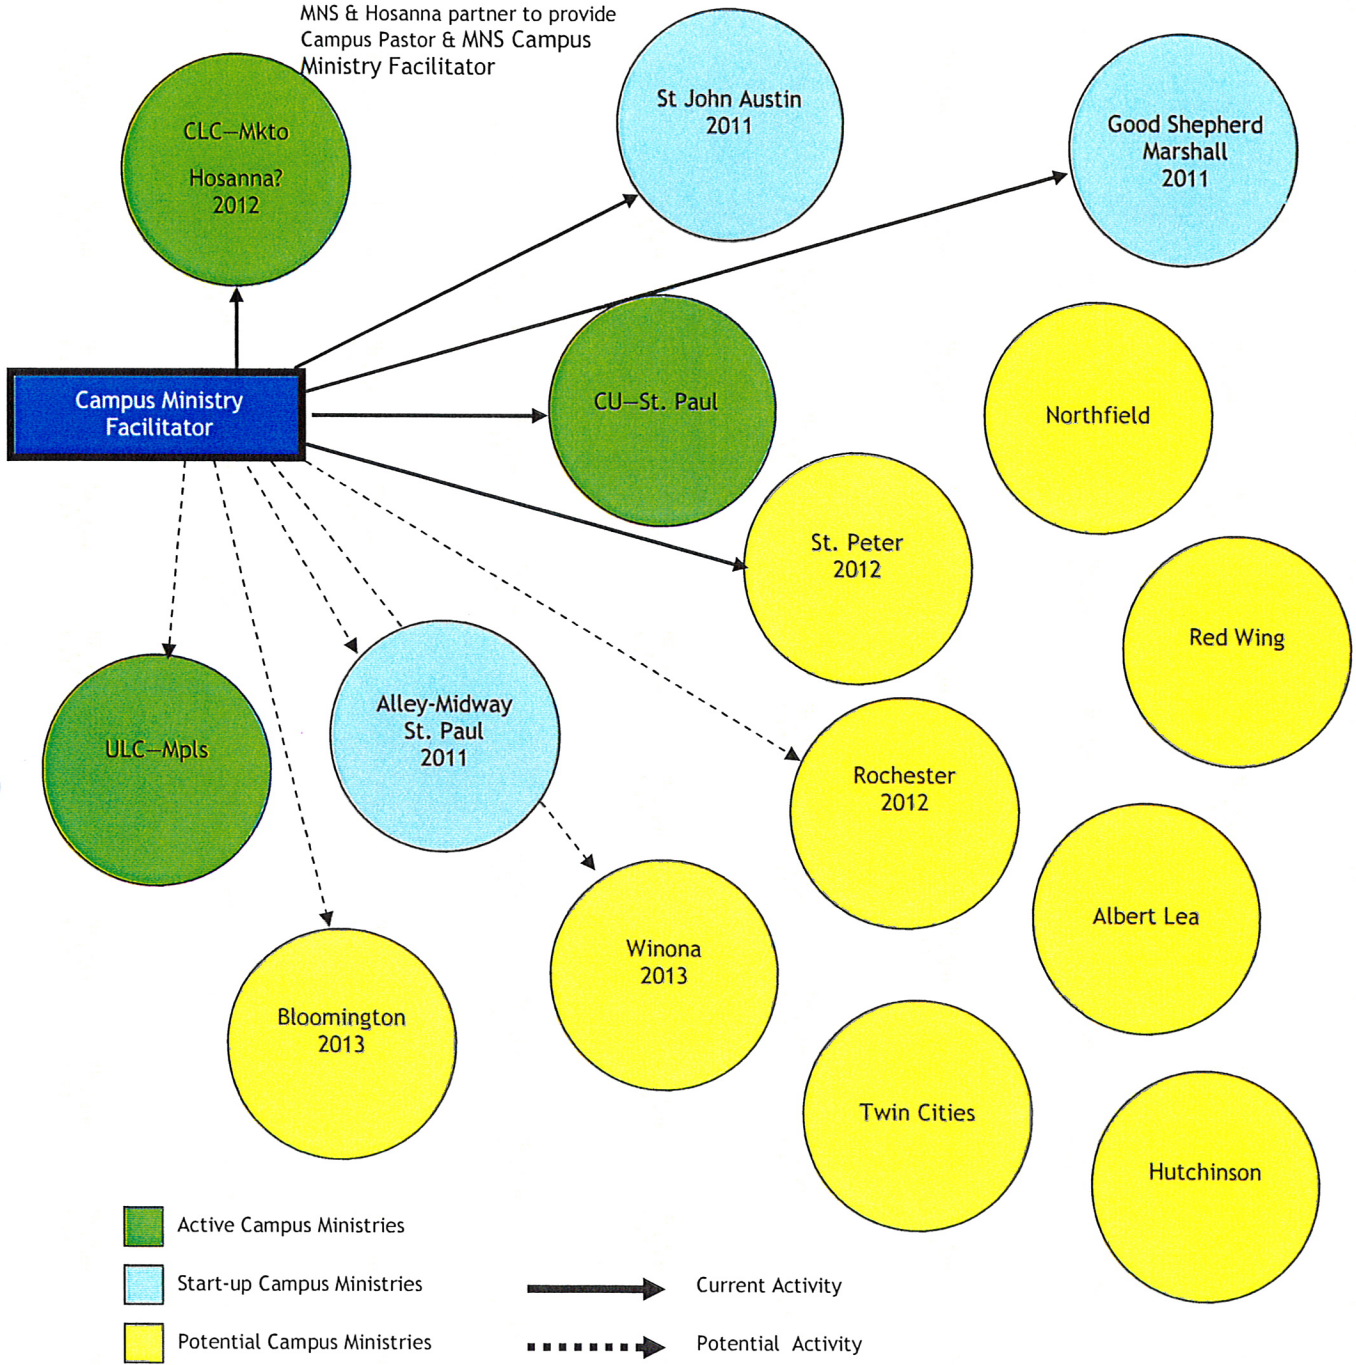 MNS & Hosanna partner to provide
Campus Pastor & MNS Campus
Ministry Facilitator
CLC—Mkto
Hosanna?
2012
St John Austin
2011
Good Shepherd
Marshall
2011
Campus Ministry
Facilitator
CU—St. Paul
Northfield
St. Peter
2012
Red Wing
ULC—Mpls
Alley-Midway
St. Paul
2011
Rochester
2012
Albert Lea
Winona
2013
Bloomington
2013
Twin Cities
Hutchinson
Active Campus Ministries
Start-up Campus Ministries
Current Activity
Potential Campus Ministries
Potential Activity